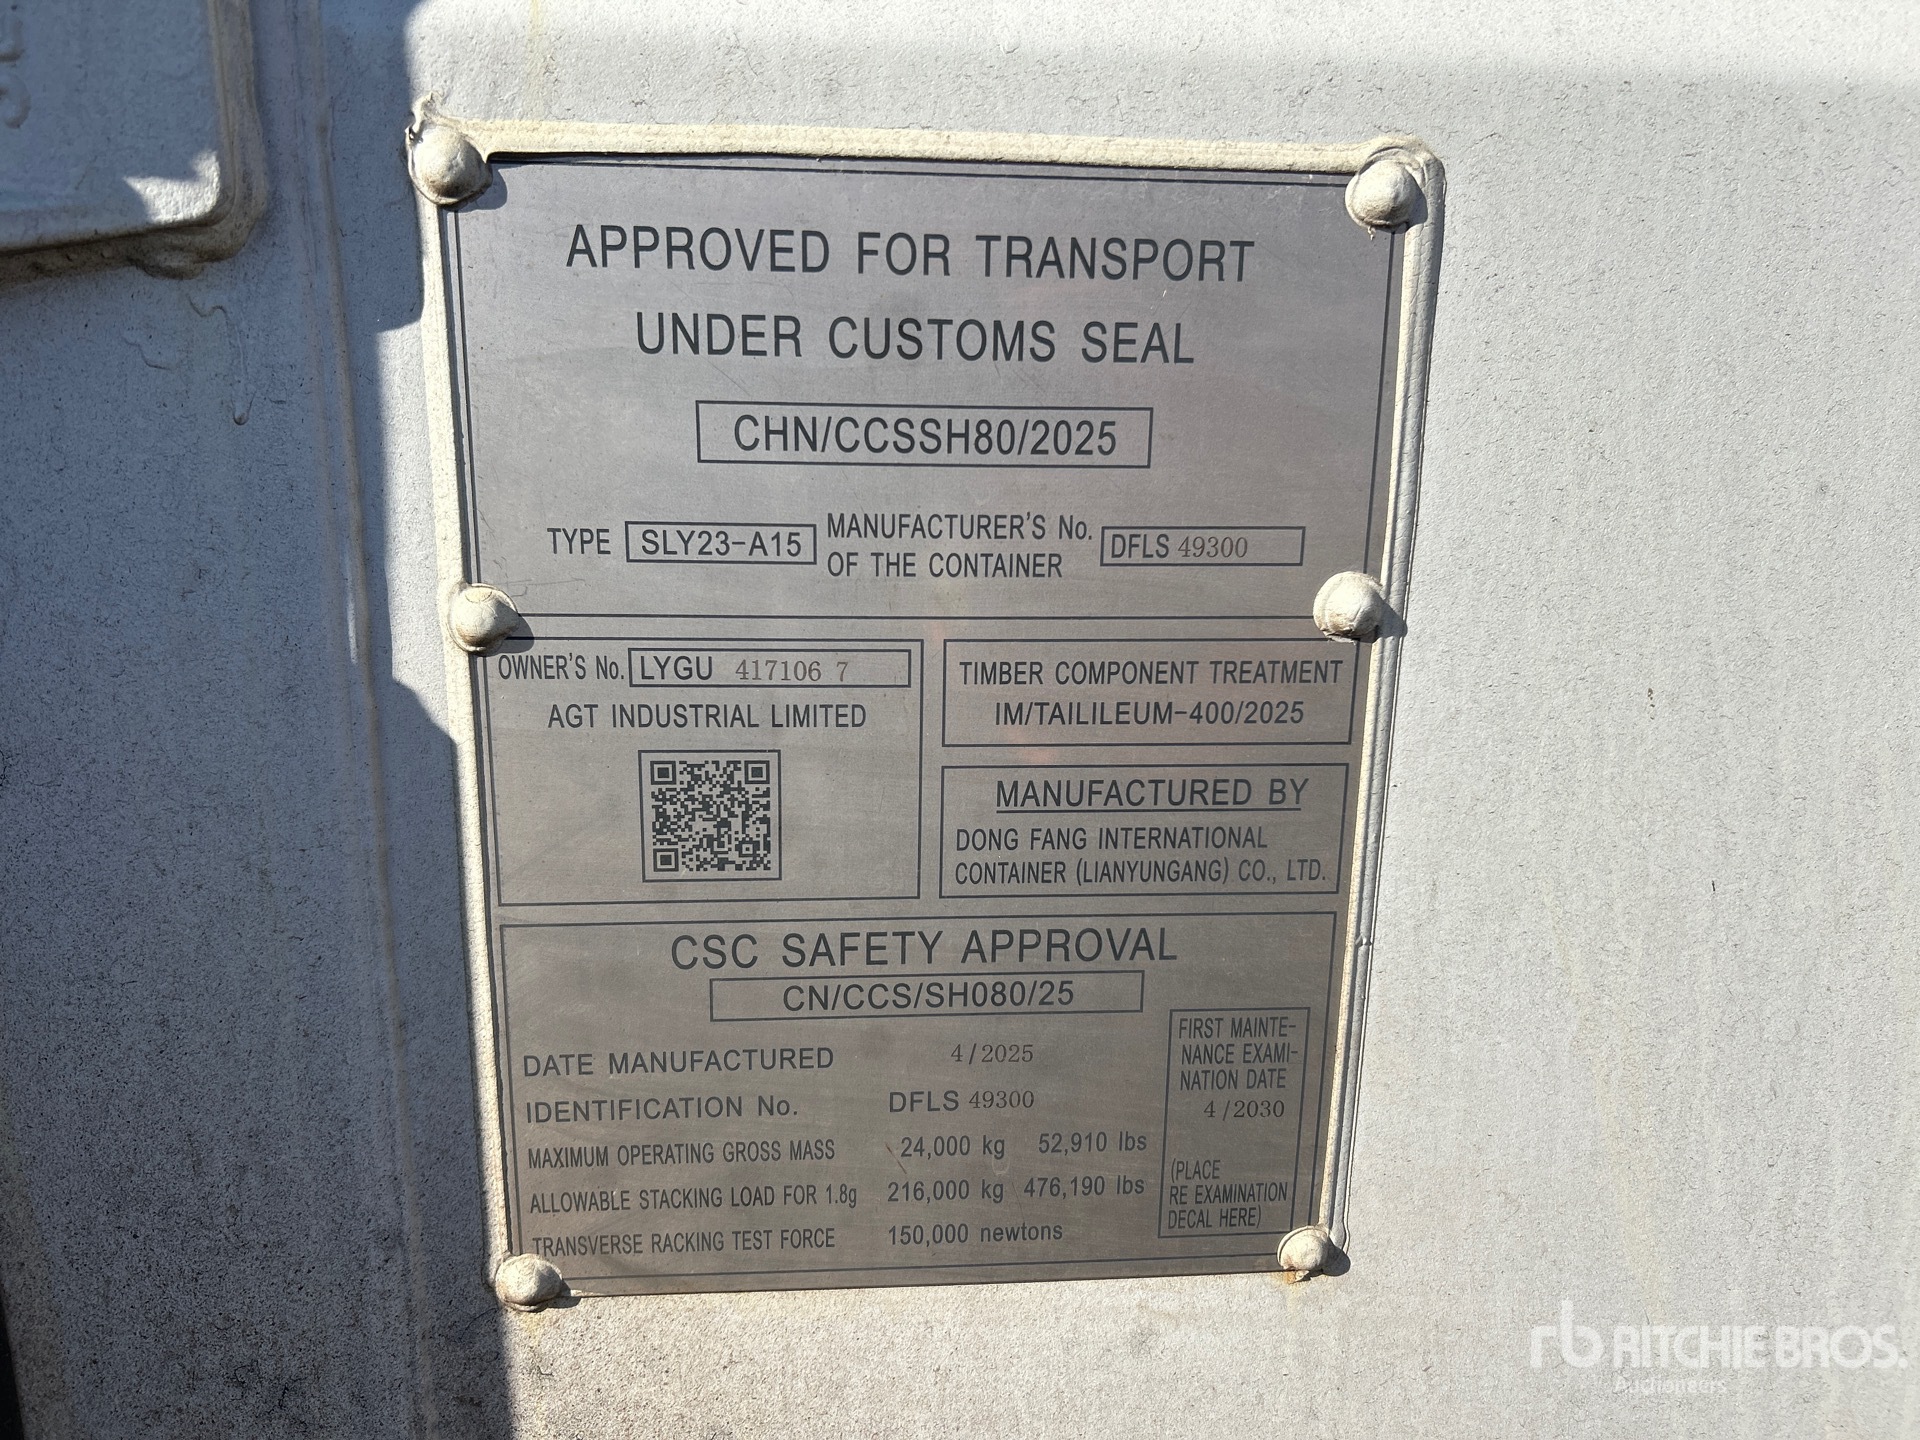 APPROVED FOR TRANSPORT
UNDER CUSTOMS SEAL
CHN/CCSSH80/2025
TYPE SLY23-A15 MANUFACTURER'S No. OF THE CONTAINER DFLS 49300
OWNER'S No. LYGU 417106 7
AGT INDUSTRIAL LIMITED
TIMBER COMPONENT TREATMENT
IM/TAILILEUM-400/2025
MANUFACTURED BY
DONG FANG INTERNATIONAL
CONTAINER (LIANYUNGANG) CO., LTD.
CSC SAFETY APPROVAL
CN/CCS/SH080/25
DATE MANUFACTURED 4/2025
IDENTIFICATION No. DFLS 49300
MAXIMUM OPERATING GROSS MASS 24,000 kg 52,910 lbs
ALLOWABLE STACKING LOAD FOR 1.8g 216,000 kg 476,190 lbs
TRANSVERSE RACKING TEST FORCE 150,000 newtons
FIRST MAINTE-
NANCE EXAMI-
NATION DATE
4/2030
(PLACE
RE EXAMINATION
DECAL HERE)
rb RITCHIE BROS.
Auctioneers